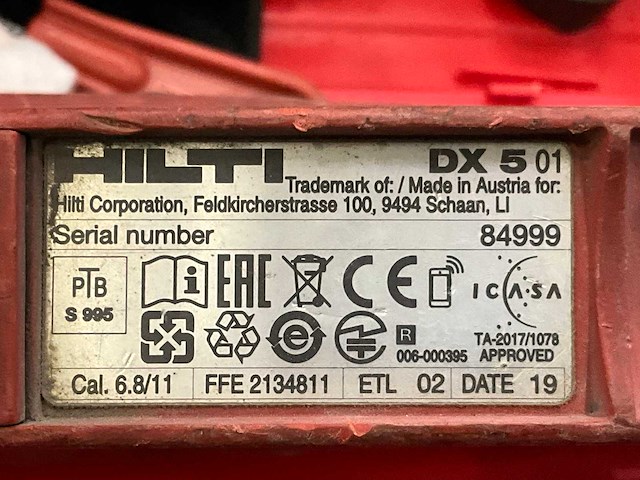 HILTI DX 5 01
Trademark of: / Made in Austria for:
Hilti Corporation, Feldkircherstrasse 100, 9494 Schaan, LI
Serial number 84999
PTB
S 995
i EAC CE ICASA
R
006-000395
TA-2017/1078
APPROVED
Cal. 6.8/11 FFE 2134811 ETL 02 DATE 19